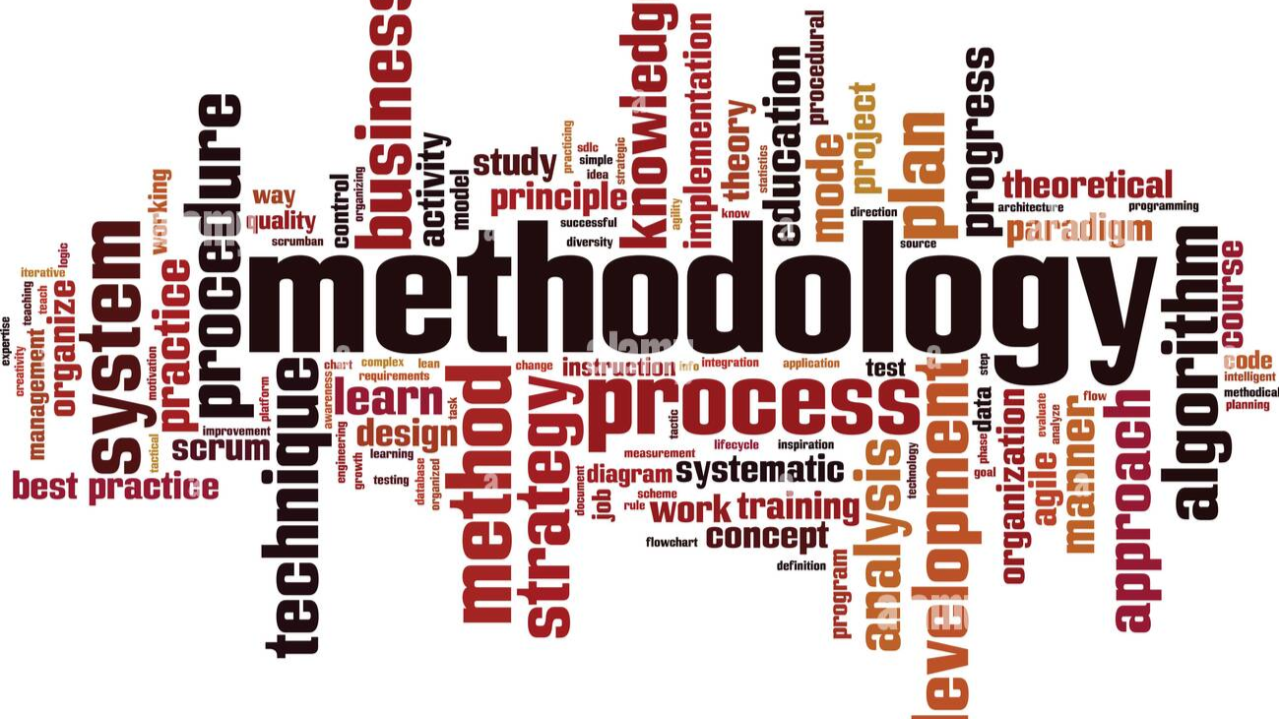 business
knowledg
implementation
procedural
education
progress
procedure
project
theory
mode
plan
statistics
practicing
sdlc
simple
idea
strategic
study
activity
model
principle
control
organizing
working
way
quality
scrumban
successful
diversity
agility
know
direction
source
theoretical
architecture
programming
paradigm
logic
iterative
teaching
teach
organize
system
practice
methodology
algorithm
course
code
intelligent
methodical
planning
expertise
creativity
management
motivation
tactical
platform
improvement
scrum
best practice
technique
chart
complex
lean
requirements
awareness
learn
task
design
engineering
growth
learning
testing
database
organized
method
change
instruction
info
integration
application
test
process
strategy
tactic
lifecycle
inspiration
measurement
diagram
systematic
document
job
scheme
rule
work
training
flowchart
concept
definition
program
analysis
technology
evelopment
step
data
phase
goal
organization
evaluate
analyze
agile
flow
manner
approach
alamy
a